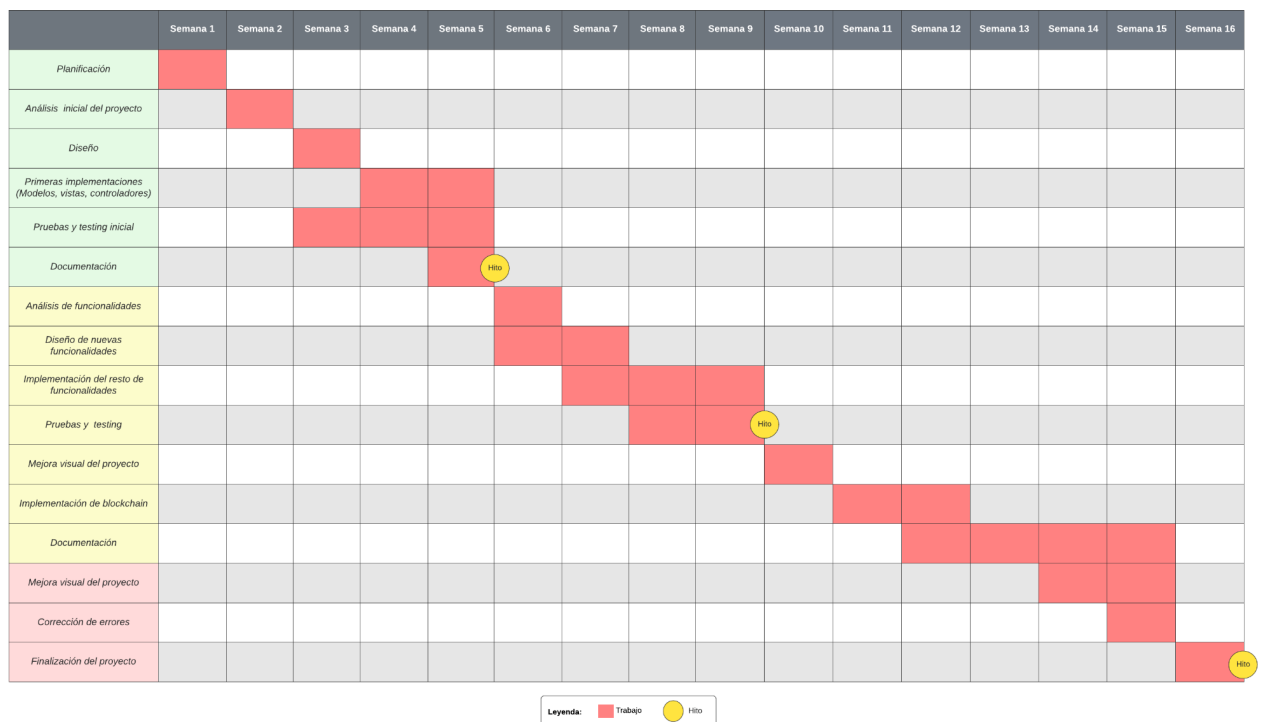 Semana 1 Semana 2 Semana 3 Semana 4 Semana 5 Semana 6 Semana 7 Semana 8 Semana 9 Semana 10 Semana 11 Semana 12 Semana 13 Semana 14 Semana 15 Semana 16
Planificación
Análisis inicial del proyecto
Diseño
Primeras implementaciones
(Modelos, vistas, controladores)
Pruebas y testing inicial
Documentación
Hito
Análisis de funcionalidades
Diseño de nuevas
funcionalidades
Implementación del resto de
funcionalidades
Pruebas y testing
Hito
Mejora visual del proyecto
Implementación de blockchain
Documentación
Mejora visual del proyecto
Corrección de errores
Finalización del proyecto
Hito
Leyenda: Trabajo Hito